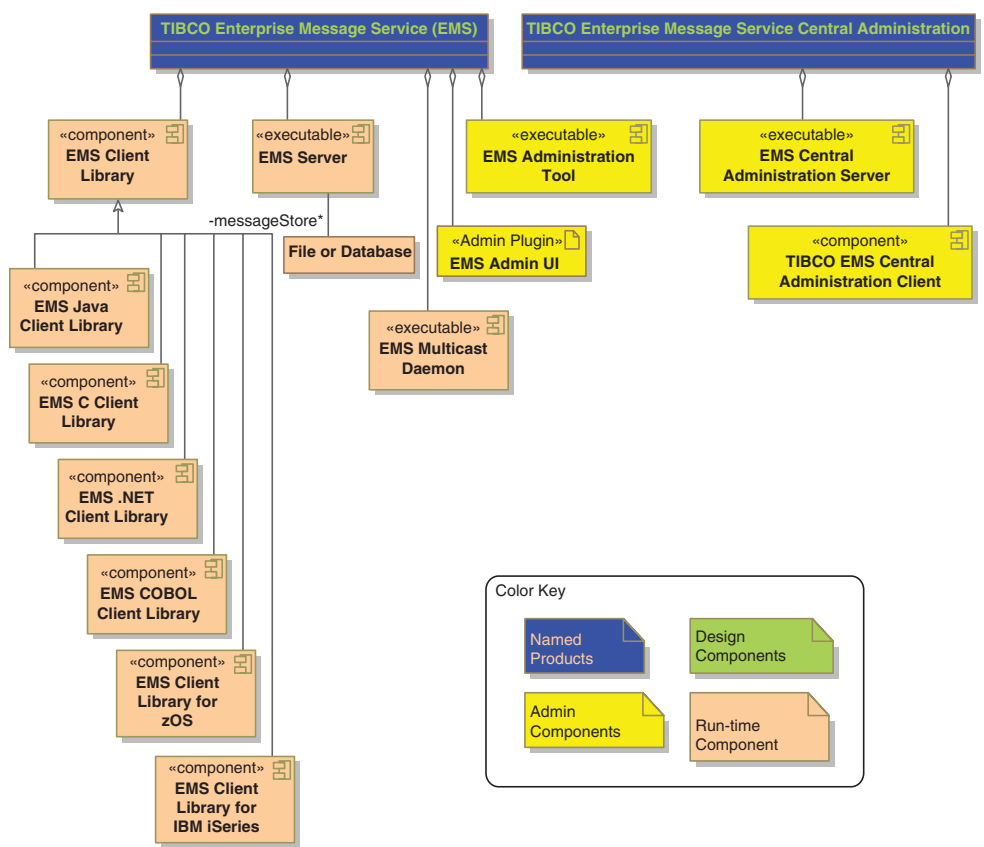 TIBCO Enterprise Message Service (EMS)
TIBCO Enterprise Message Service Central Administration
«component»
EMS Client
Library
«executable»
EMS Server
«executable»
EMS Administration
Tool
«executable»
EMS Central
Administration Server
-messageStore*
File or Database
«Admin Plugin»
EMS Admin UI
«component»
TIBCO EMS Central
Administration Client
«component»
EMS Java
Client Library
«executable»
EMS Multicast
Daemon
«component»
EMS C Client
Library
«component»
EMS .NET
Client Library
«component»
EMS COBOL
Client Library
«component»
EMS Client
Library for
zOS
«component»
EMS Client
Library for
IBM iSeries
Color Key
Named
Products
Design
Components
Admin
Components
Run-time
Component